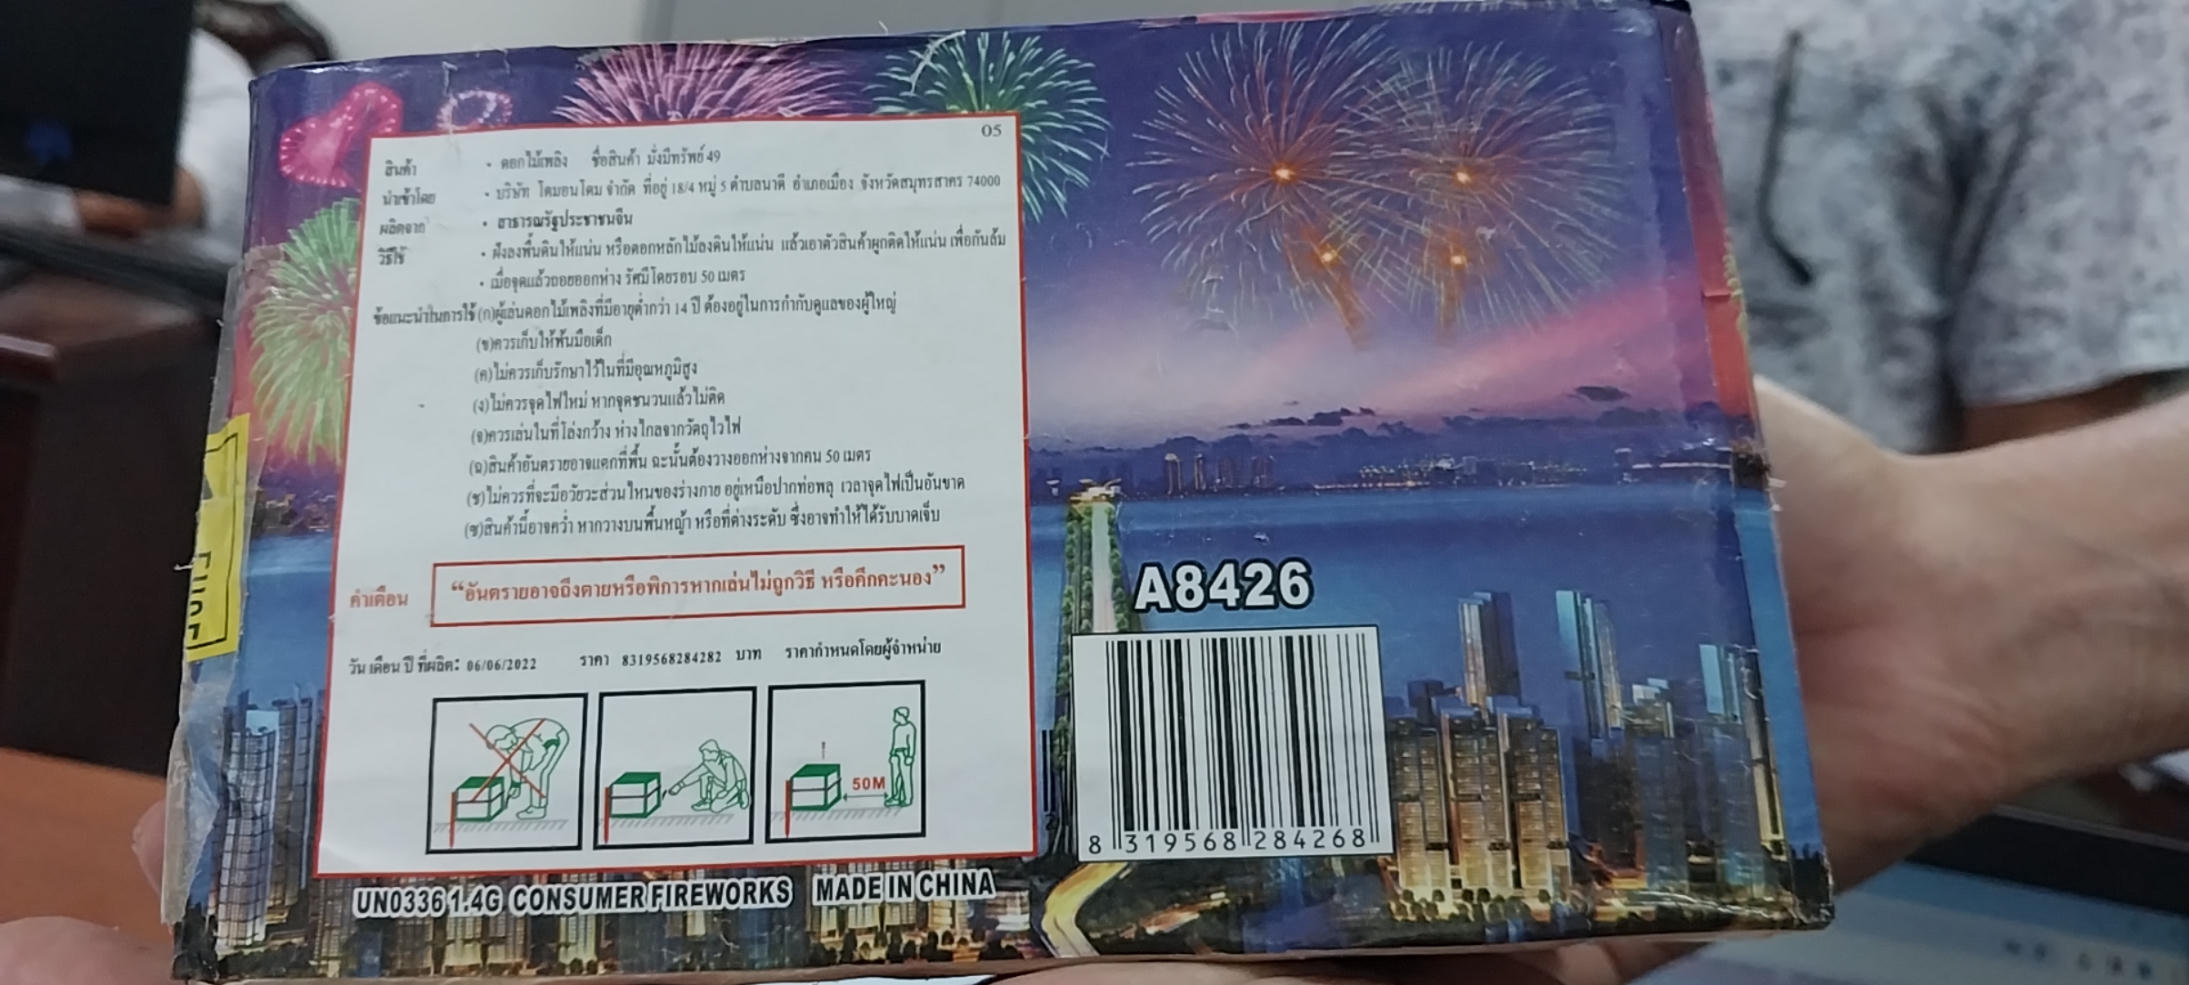 05
สินค้า • ดอกไม้เพลิง ชื่อสินค้า มั่งมีทรัพย์ 49
นำเข้าโดย • บริษัท โดมอนโดม จำกัด ที่อยู่ 18/4 หมู่ 5 ตำบลนาดี อำเภอเมือง จังหวัดสมุทรสาคร 74000
ผลิตจาก • สาธารณรัฐประชาชนจีน
วิธีใช้ • ฝังลงพื้นดินให้แน่น หรือตอกหลักไม้ลงดินให้แน่น แล้วเอาตัวสินค้าผูกติดให้แน่น เพื่อกันล้ม
• เมื่อจุดแล้วถอยออกห่าง รัศมีโดยรอบ 50 เมตร
ข้อแนะนำในการใช้ (ก)ผู้เล่นดอกไม้เพลิงที่มีอายุต่ำกว่า 14 ปี ต้องอยู่ในการกำกับดูแลของผู้ใหญ่
(ข)ควรเก็บให้พ้นมือเด็ก
(ค)ไม่ควรเก็บรักษาไว้ในที่มีอุณหภูมิสูง
(ง)ไม่ควรจุดไฟใหม่ หากจุดชนวนแล้วไม่ติด
(จ)ควรเล่นในที่โล่งกว้าง ห่างไกลจากวัตถุไวไฟ
(ฉ)สินค้าอันตรายอาจแตกที่พื้น ฉะนั้นต้องวางออกห่างจากคน 50 เมตร
(ช)ไม่ควรที่จะมีอวัยวะส่วนไหนของร่างกาย อยู่เหนือปากท่อพลุ เวลาจุดไฟเป็นอันขาด
(ซ)สินค้านี้อาจคว่ำ หากวางบนพื้นหญ้า หรือที่ต่างระดับ ซึ่งอาจทำให้ได้รับบาดเจ็บ
คำเตือน “อันตรายอาจถึงตายหรือพิการหากเล่นไม่ถูกวิธี หรือคึกคะนอง”
วัน เดือน ปี ที่ผลิต: 06/06/2022 ราคา 8319568284282 บาท ราคากำหนดโดยผู้จำหน่าย
50M
UN0336 1.4G CONSUMER FIREWORKS MADE IN CHINA
A8426
8 319568 284268